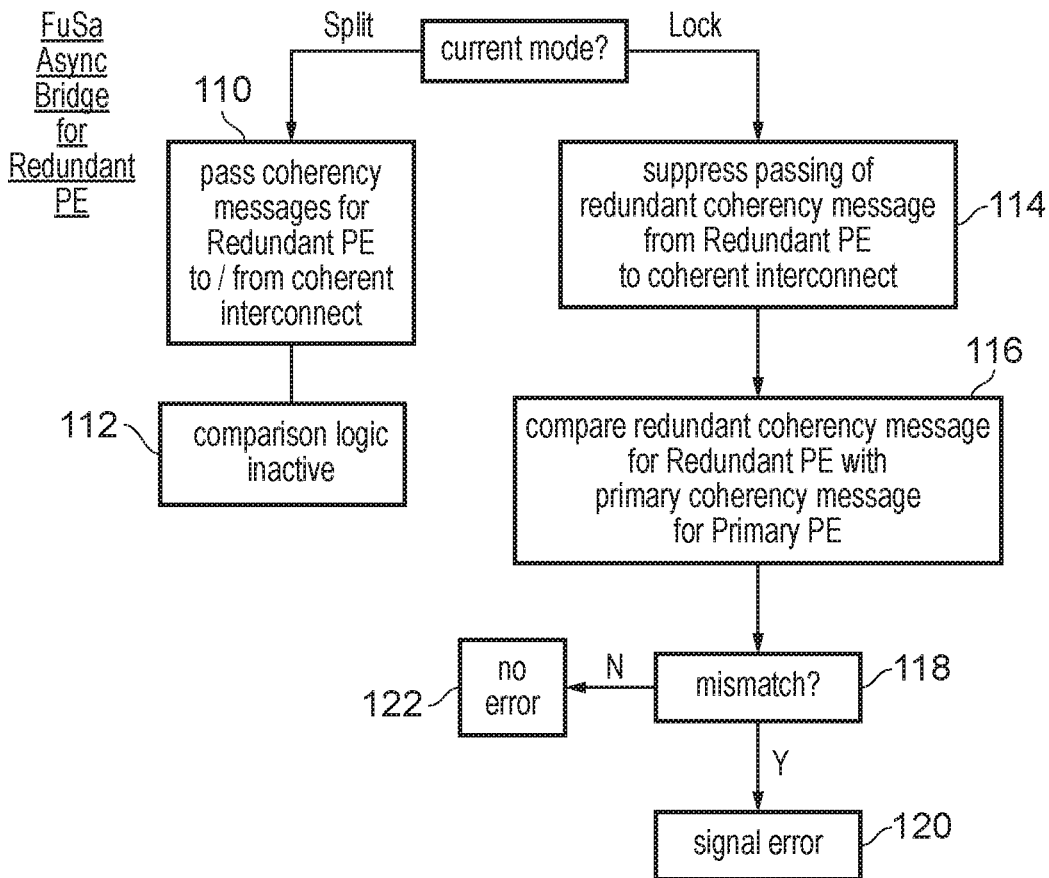 FuSa
Async
Bridge
for
Redundant
PE
Split
current mode?
Lock
110
pass coherency
messages for
Redundant PE
to / from coherent
interconnect
suppress passing of
redundant coherency message
from Redundant PE
to coherent interconnect
114
112
comparison logic
inactive
116
compare redundant coherency message
for Redundant PE with
primary coherency message
for Primary PE
no
error
122
N
mismatch?
118
Y
signal error
120